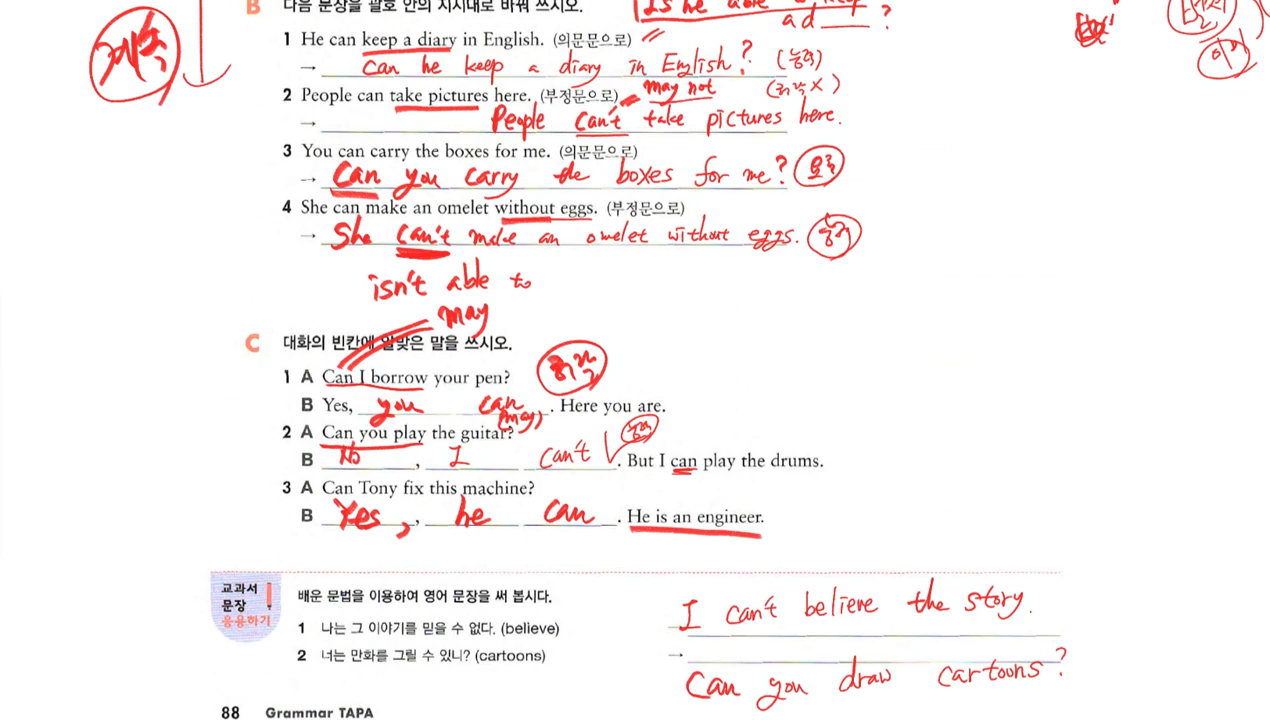 B 다음 문장을 괄호 안의 지시대로 바꿔 쓰시오.
Is he able to keep
a d ?
1 He can keep a diary in English. (의문문으로)
→ Can he keep a diary in English? (능력)
2 People can take pictures here. (부정문으로) may not (허락×)
→ People can't take pictures here.
3 You can carry the boxes for me. (의문문으로)
→ Can you carry the boxes for me? 요청
4 She can make an omelet without eggs. (부정문으로)
→ She can't make an omelet without eggs. 능력
isn't able to
may
C 대화의 빈칸에 알맞은 말을 쓰시오.
1 A Can I borrow your pen? 허락
B Yes, you can (may). Here you are.
2 A Can you play the guitar? 능력
B No, I can't. But I can play the drums.
3 A Can Tony fix this machine?
B Yes, he can. He is an engineer.
교과서
문장
응용하기
배운 문법을 이용하여 영어 문장을 써 봅시다.
1 나는 그 이야기를 믿을 수 없다. (believe)
I can't believe the story.
2 너는 만화를 그릴 수 있니? (cartoons)
→ Can you draw cartoons?
88 Grammar TAPA